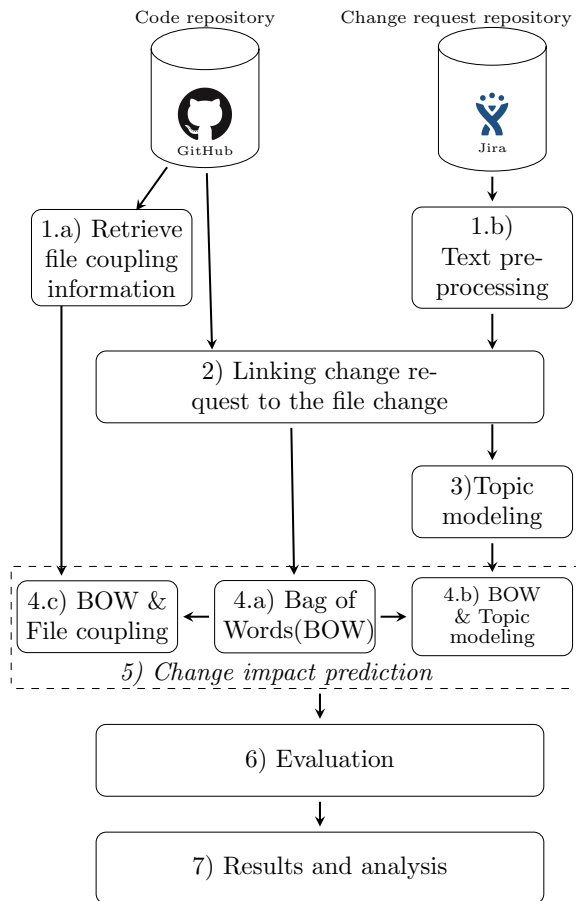 Code repository
Change request repository
GitHub
Jira
1.a) Retrieve
file coupling
information
1.b)
Text pre-
processing
2) Linking change re-
quest to the file change
3)Topic
modeling
4.c) BOW &
File coupling
4.a) Bag of
Words(BOW)
4.b) BOW
& Topic
modeling
5) Change impact prediction
6) Evaluation
7) Results and analysis